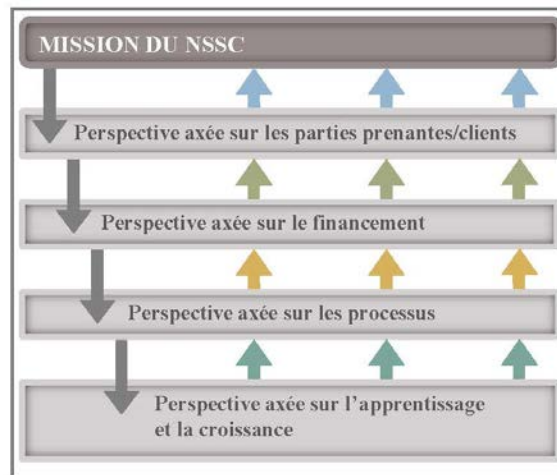 MISSION DU NSSC
Perspective axée sur les parties prenantes/clients
Perspective axée sur le financement
Perspective axée sur les processus
Perspective axée sur l’apprentissage
et la croissance